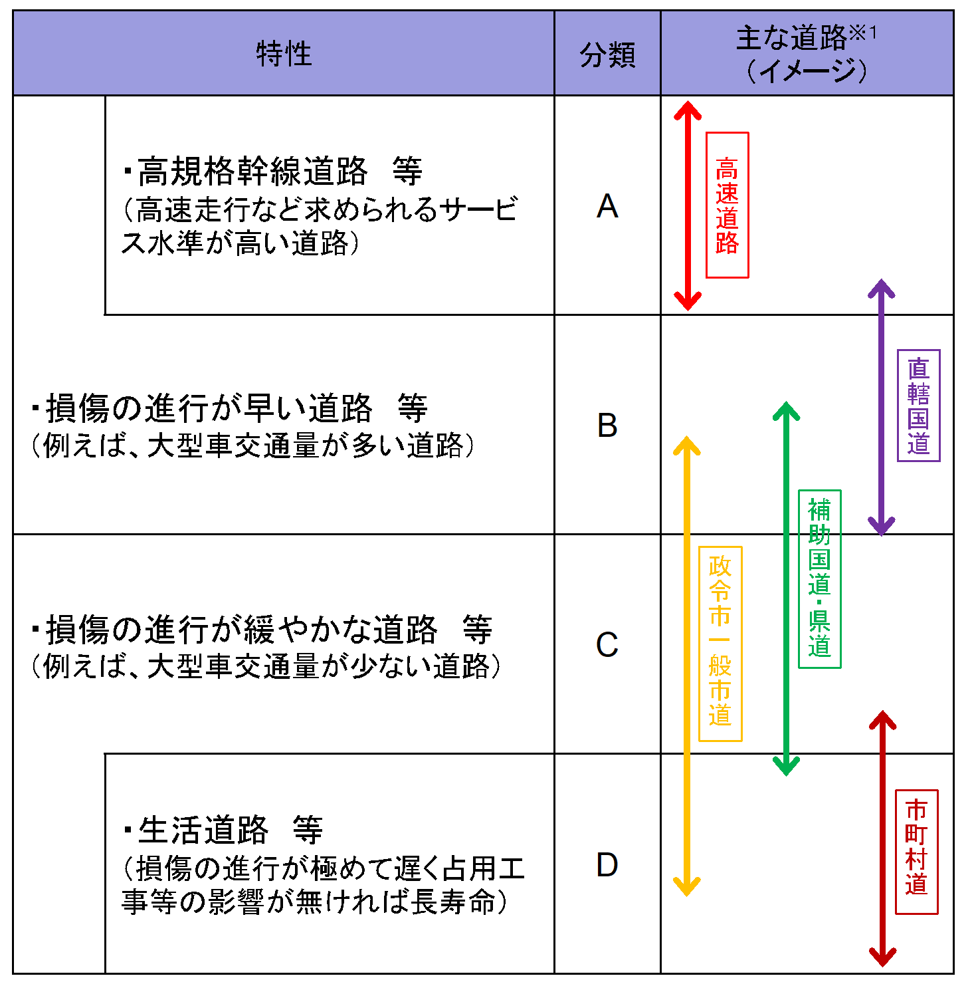 特性
分類
主な道路※1
（イメージ）
・高規格幹線道路　等
（高速走行など求められるサービ
ス水準が高い道路）
A
高速道路
・損傷の進行が早い道路　等
（例えば、大型車交通量が多い道路）
B
直轄国道
補助国道・県道
政令市一般市道
・損傷の進行が緩やかな道路　等
（例えば、大型車交通量が少ない道路）
C
・生活道路　等
（損傷の進行が極めて遅く占用工
事等の影響が無ければ長寿命）
D
市町村道